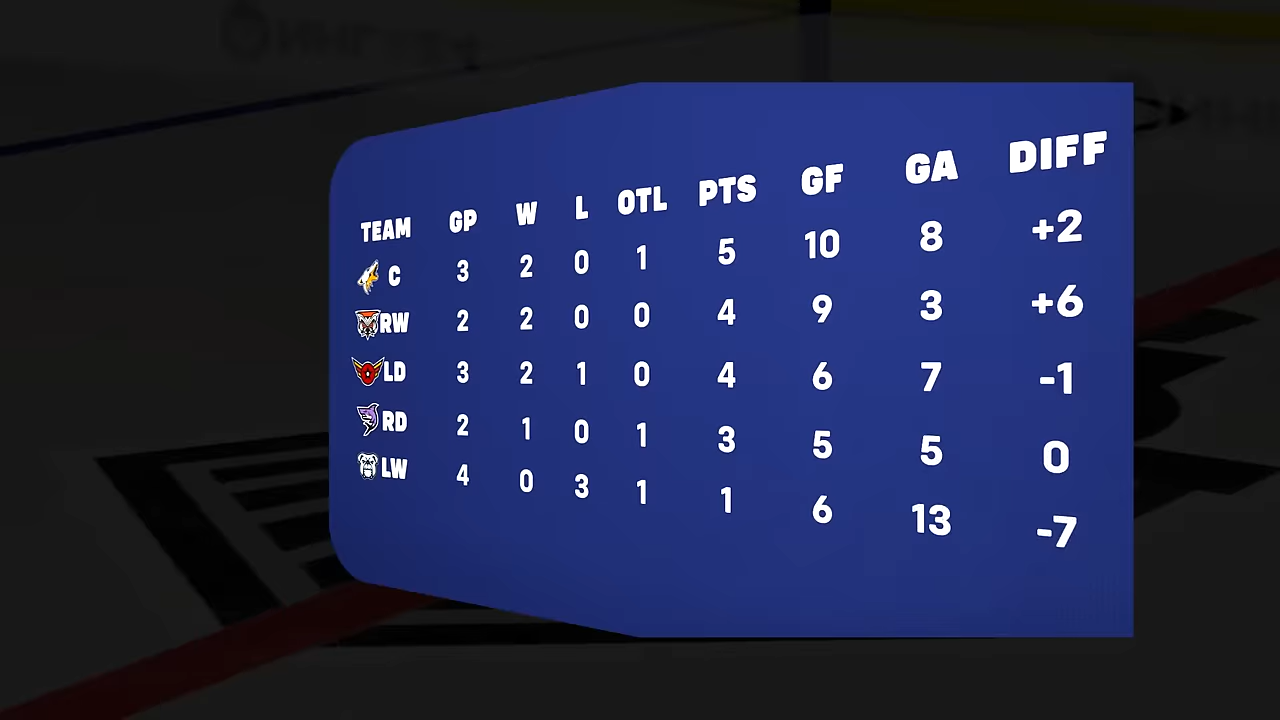 TEAM GP W L OTL PTS GF GA DIFF
C 3 2 0 1 5 10 8 +2
RW 2 2 0 0 4 9 3 +6
LD 3 2 1 0 4 6 7 -1
RD 2 1 0 1 3 5 5 0
LW 4 0 3 1 1 6 13 -7